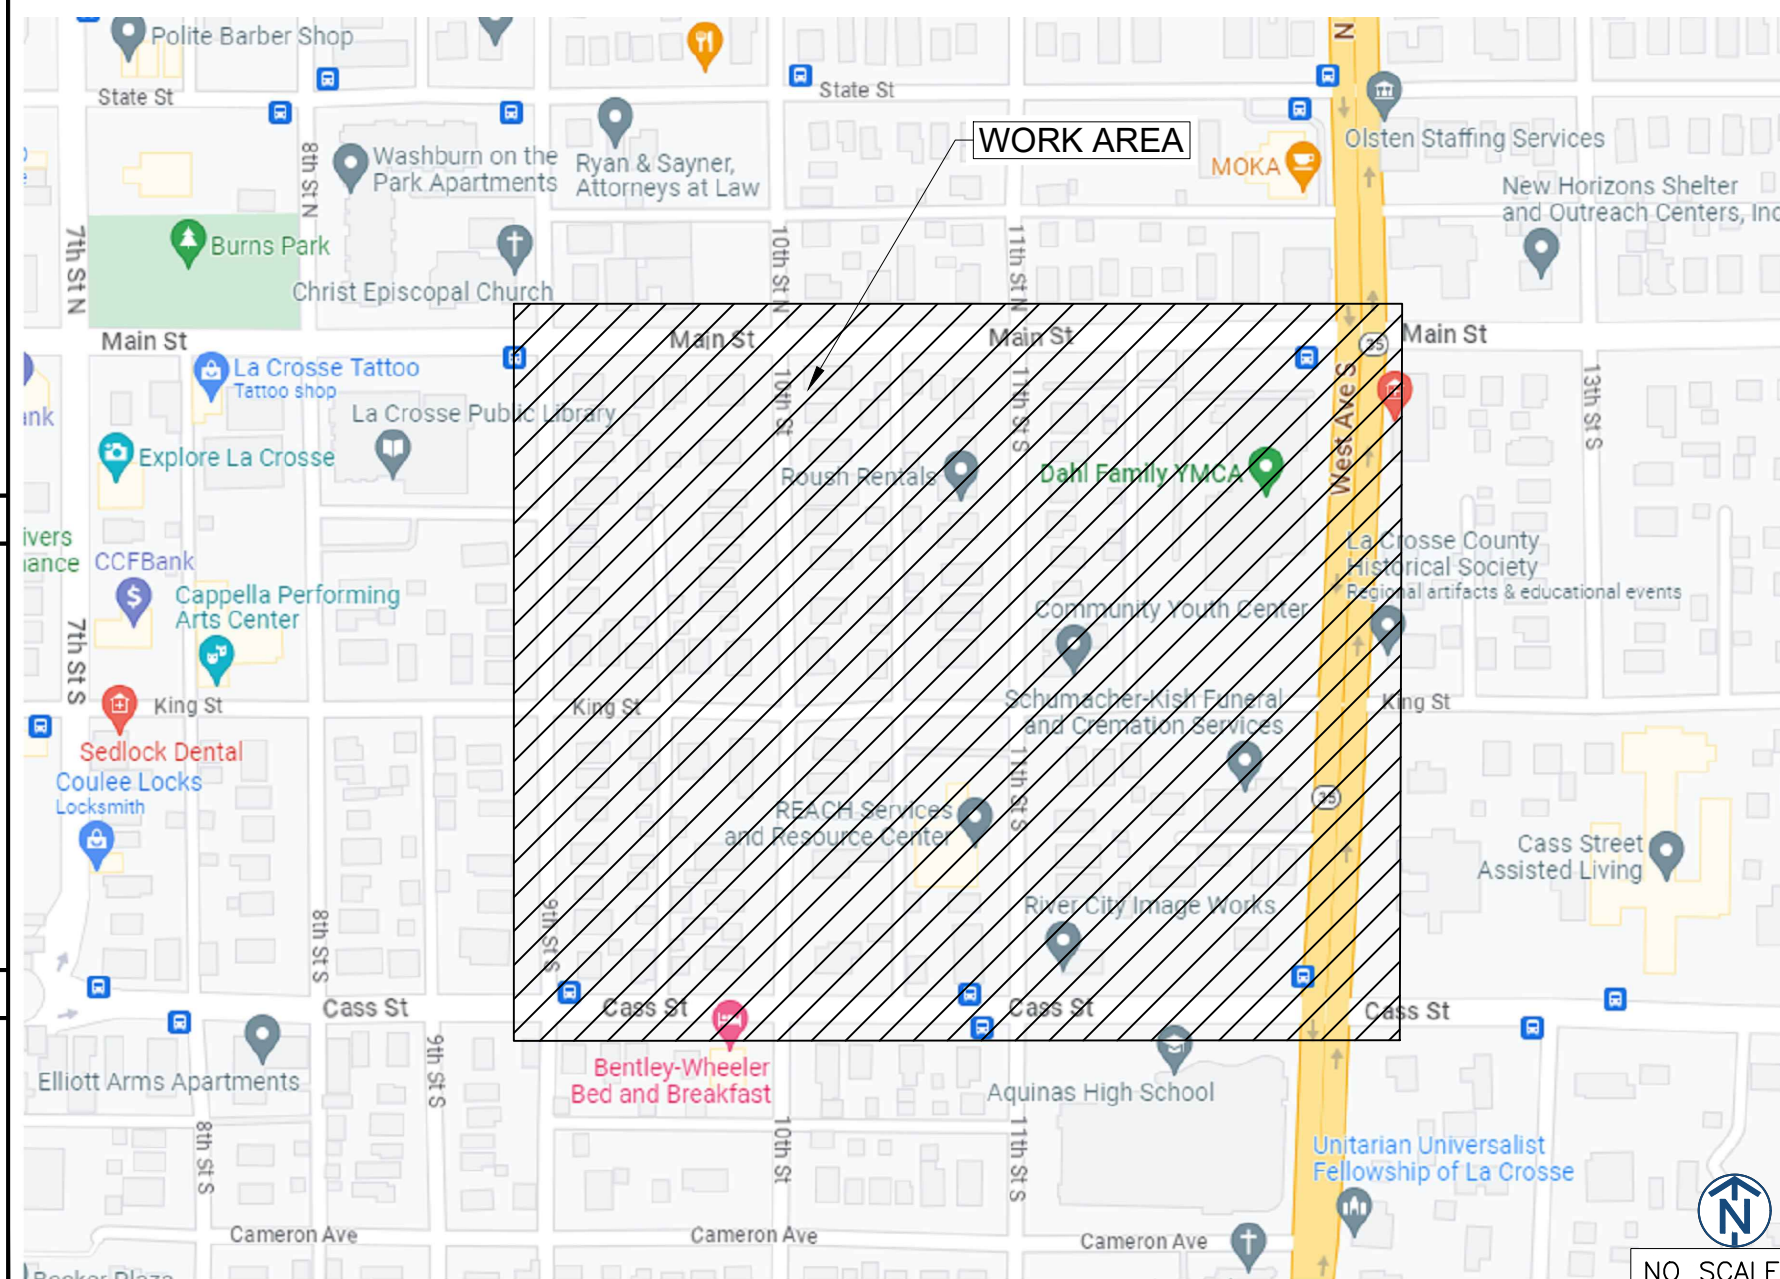 N
Polite Barber Shop
State St
State St
WORK AREA
Olsten Staffing Services
8th St N
Washburn on the
Park Apartments
Ryan & Sayner,
Attorneys at Law
MOKA
New Horizons Shelter
and Outreach Centers, Inc
7th St N
Burns Park
10th St N
11th St N
Christ Episcopal Church
Main St
Main St
Main St
35
Main St
La Crosse Tattoo
Tattoo shop
10th St
11th St S
West Ave S
13th St S
ank
La Crosse Public Library
Explore La Crosse
Roush Rentals
Dahl Family YMCA
ivers
ance
CCFBank
La Crosse County
Historical Society
Regional artifacts & educational events
Cappella Performing
Arts Center
Community Youth Center
7th St S
King St
King St
Schumacher-Kish Funeral
and Cremation Services
King St
Sedlock Dental
Coulee Locks
Locksmith
11th St S
35
REACH Services
and Resource Center
Cass Street
Assisted Living
8th St S
9th St S
River City Image Works
Cass St
Cass St
Cass St
Cass St
9th St S
Elliott Arms Apartments
Bentley-Wheeler
Bed and Breakfast
Aquinas High School
8th St S
10th St
11th St S
Unitarian Universalist
Fellowship of La Crosse
N
Cameron Ave
Cameron Ave
Cameron Ave
NO SCALE